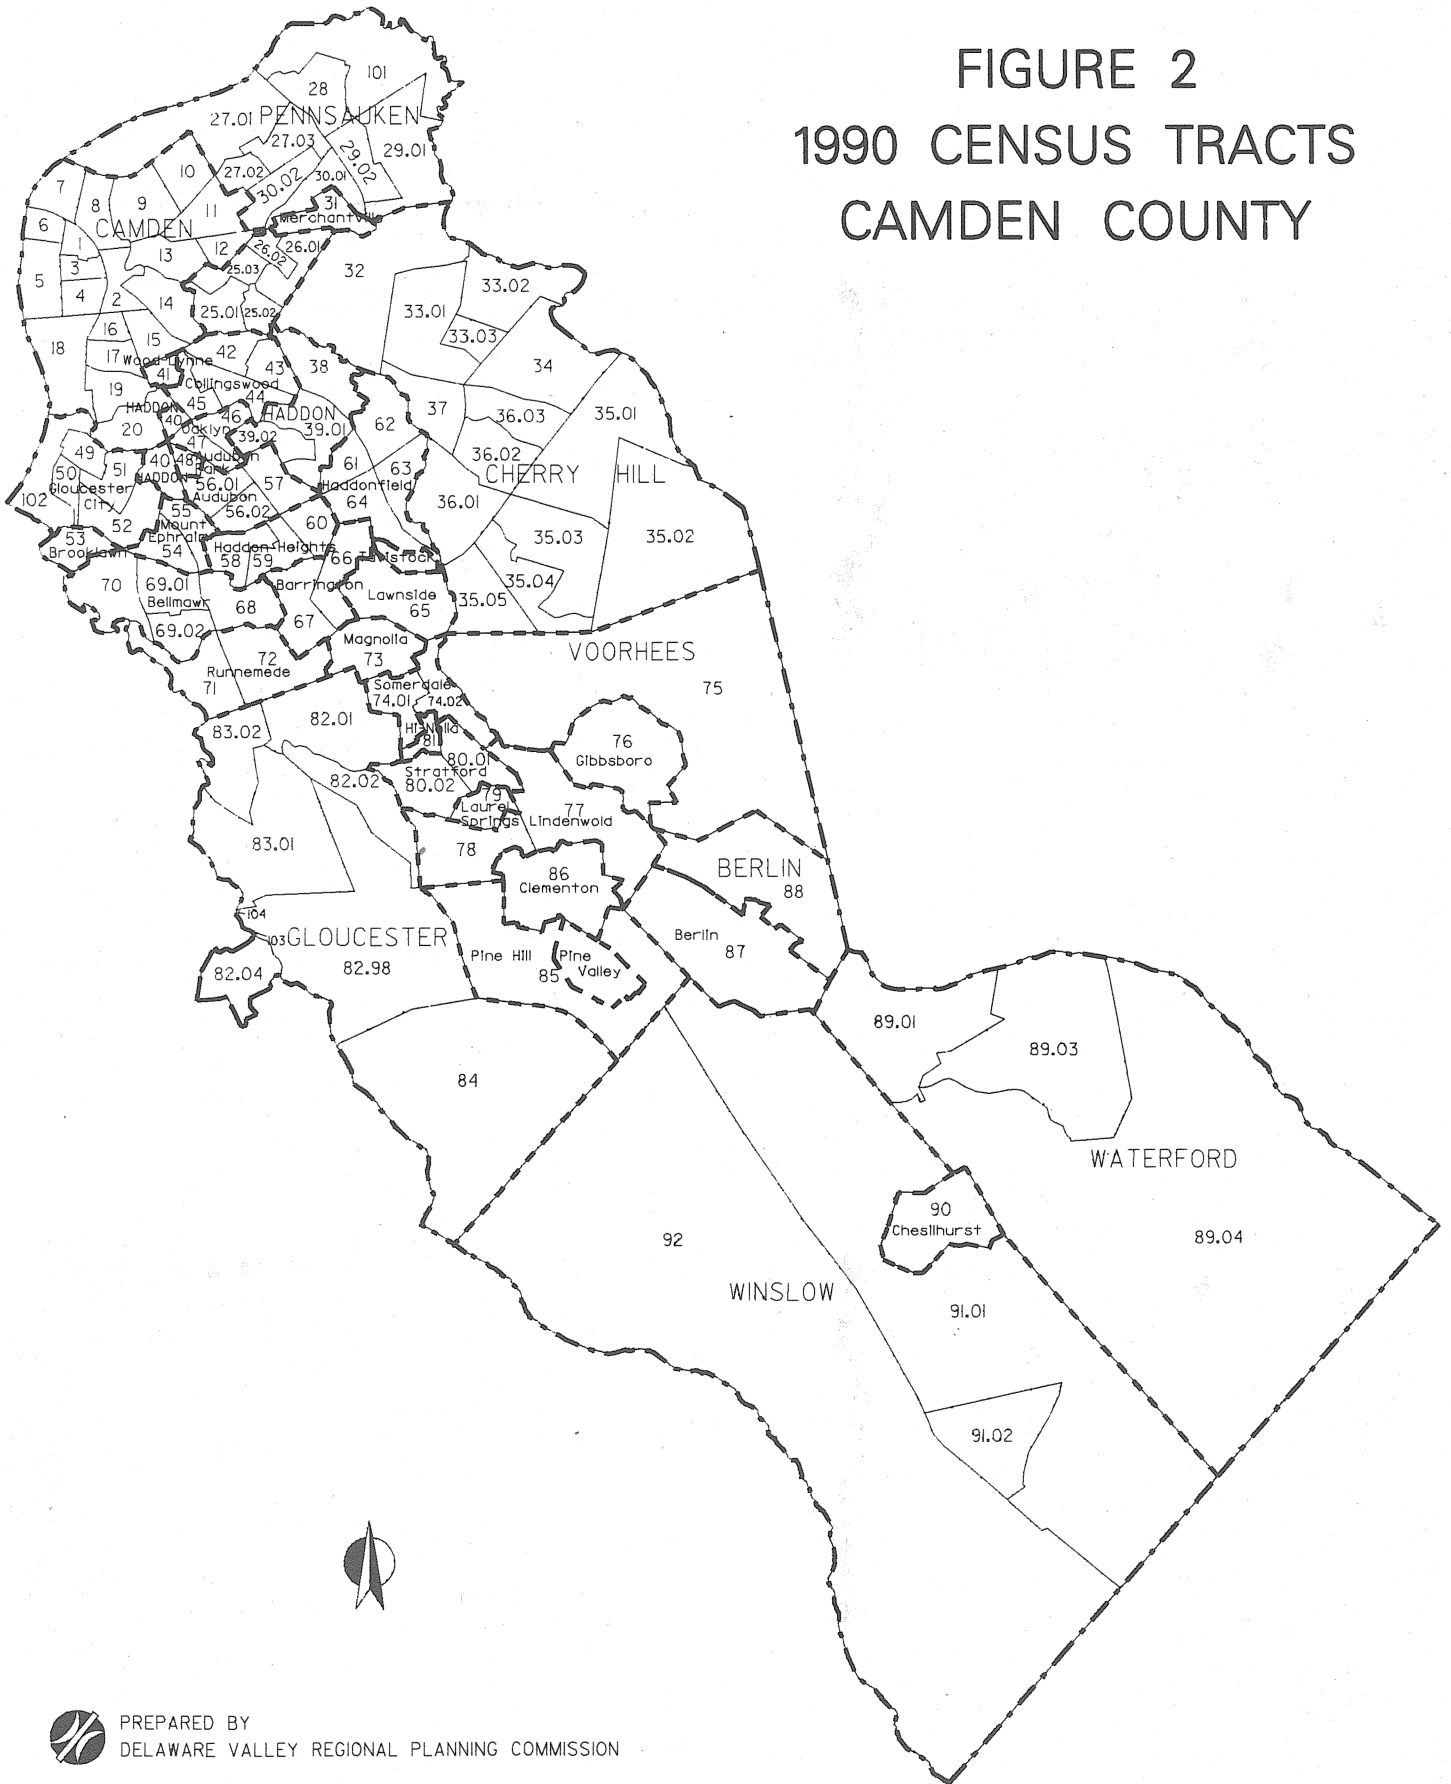 FIGURE 2
1990 CENSUS TRACTS
CAMDEN COUNTY
101
28
27.01 PENNSAUKEN
27.03
29.02
29.01
10
27.02
30.02
30.01
7
8
9
11
31
Merchantville
6
CAMDEN
1
13
12
26.02
26.01
32
5
3
25.03
33.02
4
2
14
25.01
25.02
33.01
33.03
16
15
18
17
Wood-Lynne
42
43
38
34
41
Collingswood
19
44
37
HADDON
45
46
HADDON
36.03
35.01
40
Oaklyn
39.01
62
20
47
39.02
49
51
40
48
Audubon
Park
61
63
36.02
50
HADDON
56.01
57
Haddonfield
CHERRY HILL
102
Gloucester
City
Audubon
64
36.01
55
56.02
60
52
Mount
Ephraim
53
35.03
35.02
Brooklawn
54
Haddon-Heights
58
59
66
Tavistock
70
69.01
Barrington
35.04
Bellmawr
68
Lawnside
65
35.05
67
69.02
Magnolia
72
73
VOORHEES
Runnemede
71
Somerdale
75
74.01
74.02
83.02
82.01
Hi-Nella
81
76
80.01
Gibbsboro
82.02
Stratford
80.02
79
Laurel
Springs
77
Lindenwold
83.01
78
BERLIN
86
Clementon
88
104
103
GLOUCESTER
Berlin
87
82.04
82.98
Pine Hill
85
Pine
Valley
89.01
89.03
84
WATERFORD
90
Chesilhurst
92
89.04
WINSLOW
91.01
91.02
PREPARED BY
DELAWARE VALLEY REGIONAL PLANNING COMMISSION